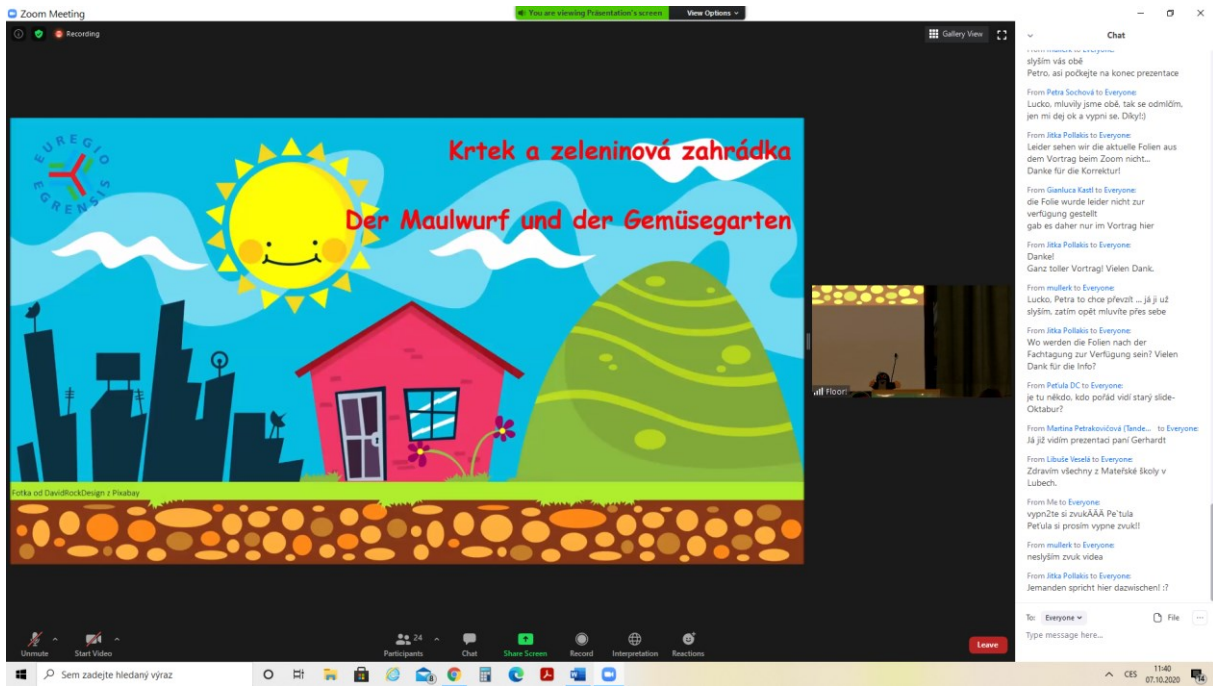 Zoom Meeting
You are viewing Präsentation's screen
View Options
Recording
Gallery View
EUREGIO
EGRENSIS
Krtek a zeleninová zahrádka
Der Maulwurf und der Gemüsegarten
Fotka od DavidRockDesign z Pixabay
Floor1
Unmute
Start Video
Participants
24
Chat
Share Screen
Record
Interpretation
Reactions
Leave
Chat
slyším vás obě
Petro, asi počkejte na konec prezentace
From Petra Sochová to Everyone:
Lucko, mluvily jsme obě, tak se odmlčím,
jen mi dej ok a vypni se. Díky!:)
From Jitka Pollakis to Everyone:
Leider sehen wir die aktuelle Folien aus
dem Vortrag beim Zoom nicht...
Danke für die Korrektur!
From Gianluca Kastl to Everyone:
die Folie wurde leider nicht zur
verfügung gestellt
gab es daher nur im Vortrag hier
From Jitka Pollakis to Everyone:
Danke!
Ganz toller Vortrag! Vielen Dank.
From mullerk to Everyone:
Lucko, Petra to chce převzít ... já ji už
slyším, zatím opět mluvíte přes sebe
From Jitka Pollakis to Everyone:
Wo werden die Folien nach der
Fachtagung zur Verfügung sein? Vielen
Dank für die Info?
From Peťula DC to Everyone:
je tu někdo, kdo pořád vidí starý slide-
Oktabur?
From Martina Petrakovičová (Tande... to Everyone:
Já již vidím prezentaci paní Gerhardt
From Libuše Veselá to Everyone:
Zdravím všechny z Mateřské školy v
Lubech.
From Me to Everyone:
vypn2te si zvukÄÄÄ Pe´tula
Peťula si prosím vypne zvuk!!
From mullerk to Everyone:
neslyším zvuk videa
From Jitka Pollakis to Everyone:
Jemanden spricht hier dazwischen! :?
To: Everyone
File
Type message here...
Sem zadejte hledaný výraz
CES
11:40
07.10.2020